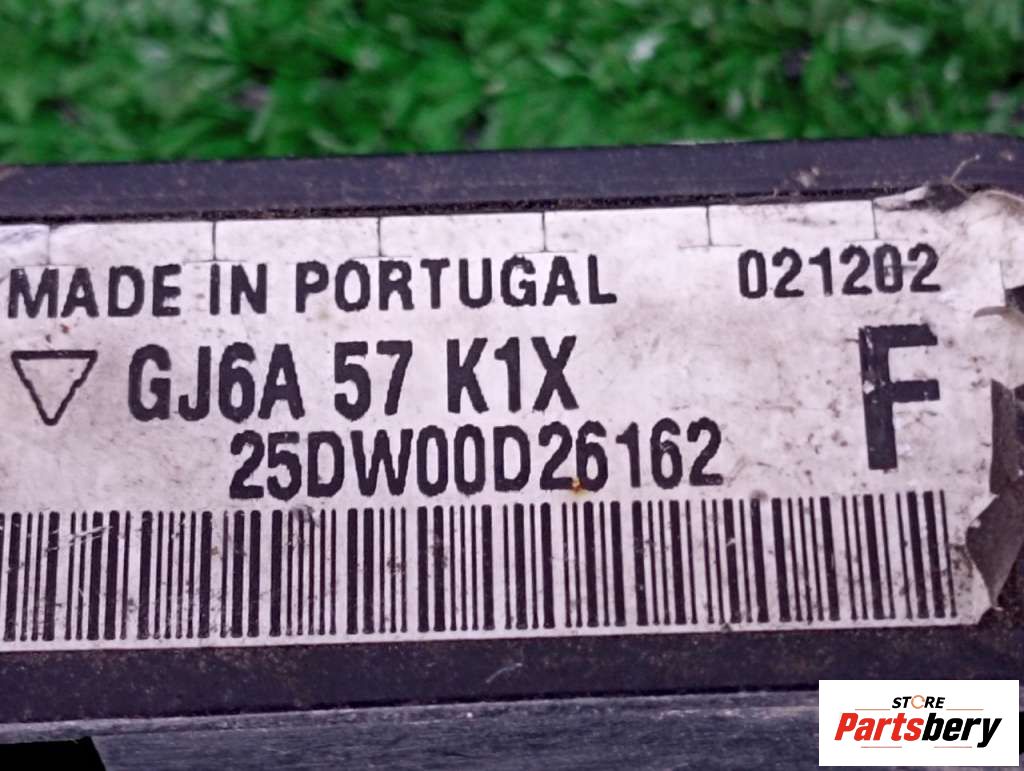 MADE IN PORTUGAL 021202
GJ6A 57 K1X F
25DW00D26162
STORE
Partsbery